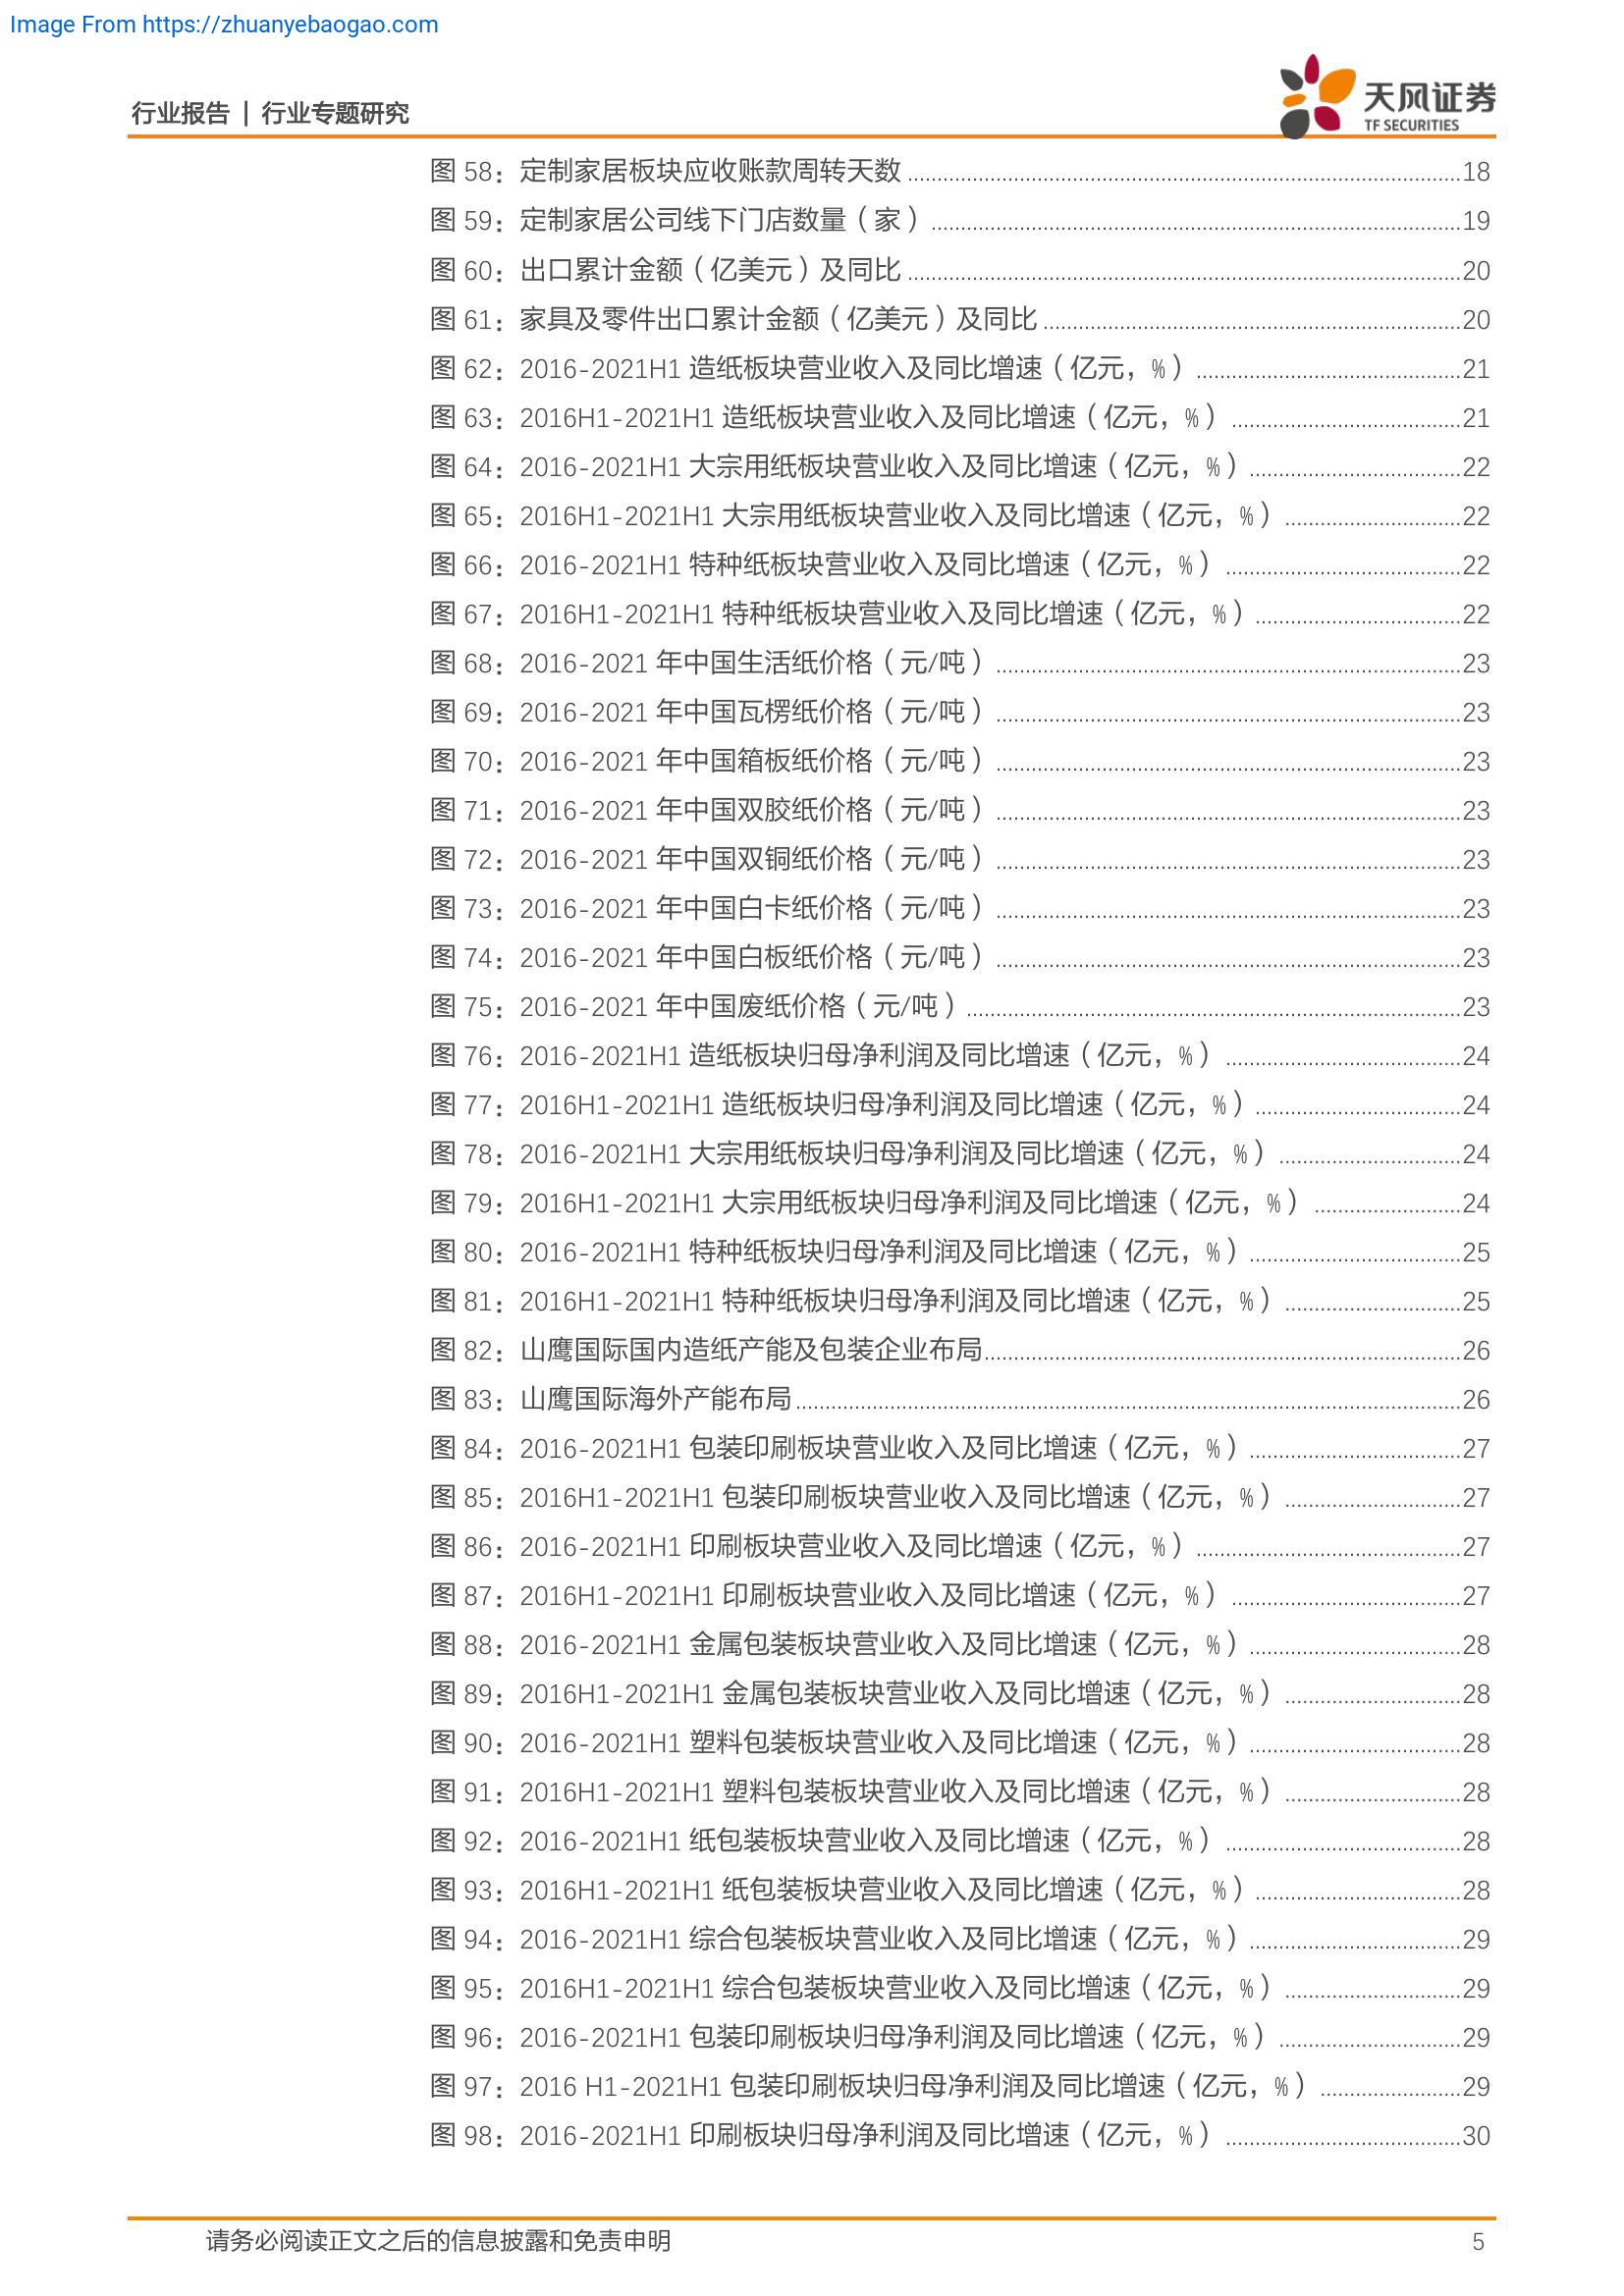 Image From https://zhuanyebaogao.com
行业报告 | 行业专题研究
天风证券
TF SECURITIES
图 58：定制家居板块应收账款周转天数 ........ 18
图 59：定制家居公司线下门店数量（家） ........ 19
图 60：出口累计金额（亿美元）及同比 ........ 20
图 61：家具及零件出口累计金额（亿美元）及同比 ........ 20
图 62：2016-2021H1 造纸板块营业收入及同比增速（亿元，%） ........ 21
图 63：2016H1-2021H1 造纸板块营业收入及同比增速（亿元，%） ........ 21
图 64：2016-2021H1 大宗用纸板块营业收入及同比增速（亿元，%） ........ 22
图 65：2016H1-2021H1 大宗用纸板块营业收入及同比增速（亿元，%） ........ 22
图 66：2016-2021H1 特种纸板块营业收入及同比增速（亿元，%） ........ 22
图 67：2016H1-2021H1 特种纸板块营业收入及同比增速（亿元，%） ........ 22
图 68：2016-2021 年中国生活纸价格（元/吨） ........ 23
图 69：2016-2021 年中国瓦楞纸价格（元/吨） ........ 23
图 70：2016-2021 年中国箱板纸价格（元/吨） ........ 23
图 71：2016-2021 年中国双胶纸价格（元/吨） ........ 23
图 72：2016-2021 年中国双铜纸价格（元/吨） ........ 23
图 73：2016-2021 年中国白卡纸价格（元/吨） ........ 23
图 74：2016-2021 年中国白板纸价格（元/吨） ........ 23
图 75：2016-2021 年中国废纸价格（元/吨） ........ 23
图 76：2016-2021H1 造纸板块归母净利润及同比增速（亿元，%） ........ 24
图 77：2016H1-2021H1 造纸板块归母净利润及同比增速（亿元，%） ........ 24
图 78：2016-2021H1 大宗用纸板块归母净利润及同比增速（亿元，%） ........ 24
图 79：2016H1-2021H1 大宗用纸板块归母净利润及同比增速（亿元，%） ........ 24
图 80：2016-2021H1 特种纸板块归母净利润及同比增速（亿元，%） ........ 25
图 81：2016H1-2021H1 特种纸板块归母净利润及同比增速（亿元，%） ........ 25
图 82：山鹰国际国内造纸产能及包装企业布局 ........ 26
图 83：山鹰国际海外产能布局 ........ 26
图 84：2016-2021H1 包装印刷板块营业收入及同比增速（亿元，%） ........ 27
图 85：2016H1-2021H1 包装印刷板块营业收入及同比增速（亿元，%） ........ 27
图 86：2016-2021H1 印刷板块营业收入及同比增速（亿元，%） ........ 27
图 87：2016H1-2021H1 印刷板块营业收入及同比增速（亿元，%） ........ 27
图 88：2016-2021H1 金属包装板块营业收入及同比增速（亿元，%） ........ 28
图 89：2016H1-2021H1 金属包装板块营业收入及同比增速（亿元，%） ........ 28
图 90：2016-2021H1 塑料包装板块营业收入及同比增速（亿元，%） ........ 28
图 91：2016H1-2021H1 塑料包装板块营业收入及同比增速（亿元，%） ........ 28
图 92：2016-2021H1 纸包装板块营业收入及同比增速（亿元，%） ........ 28
图 93：2016H1-2021H1 纸包装板块营业收入及同比增速（亿元，%） ........ 28
图 94：2016-2021H1 综合包装板块营业收入及同比增速（亿元，%） ........ 29
图 95：2016H1-2021H1 综合包装板块营业收入及同比增速（亿元，%） ........ 29
图 96：2016-2021H1 包装印刷板块归母净利润及同比增速（亿元，%） ........ 29
图 97：2016 H1-2021H1 包装印刷板块归母净利润及同比增速（亿元，%） ........ 29
图 98：2016-2021H1 印刷板块归母净利润及同比增速（亿元，%） ........ 30
请务必阅读正文之后的信息披露和免责申明 5